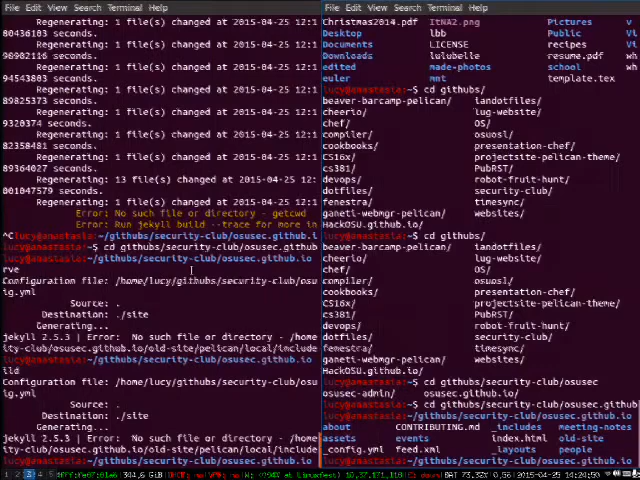 File Edit View Search Terminal Help
Regenerating: 1 file(s) changed at 2015-04-25 12:1
80436303 seconds.
Regenerating: 1 file(s) changed at 2015-04-25 12:1
98902116 seconds.
Regenerating: 1 file(s) changed at 2015-04-25 12:1
94543803 seconds.
Regenerating: 1 file(s) changed at 2015-04-25 12:1
89825373 seconds.
Regenerating: 1 file(s) changed at 2015-04-25 12:1
9320374 seconds.
Regenerating: 1 file(s) changed at 2015-04-25 12:1
82358481 seconds.
Regenerating: 1 file(s) changed at 2015-04-25 12:1
89364027 seconds.
Regenerating: 13 file(s) changed at 2015-04-25 12:1
001047579 seconds.
Error: No such file or directory - getcwd
Error: Run jekyll build --trace for more in
^Clucy@anastasia:~/githubs/security-club/osusec.github.i
lucy@anastasia:~$ cd githubs/security-club/osusec.github
lucy@anastasia:~/githubs/security-club/osusec.github.io
rve
Configuration file: /home/lucy/githubs/security-club/osu
ig.yml
Source: .
Destination: ./site
Generating...
jekyll 2.5.3 | Error: No such file or directory - /home
ity-club/osusec.github.io/old-site/pelican/local/include
lucy@anastasia:~/githubs/security-club/osusec.github.io
ild
Configuration file: /home/lucy/githubs/security-club/osu
ig.yml
Source: .
Destination: ./site
Generating...
jekyll 2.5.3 | Error: No such file or directory - /home
ity-club/osusec.github.io/old-site/pelican/local/include
lucy@anastasia:~/githubs/security-club/osusec.github.io
File Edit View Search Terminal Help
Christmas2014.pdf ItNA2.png Pictures v
Desktop lbb Public Vi
Documents LICENSE recipes V
Downloads lulubelle resume.pdf wh
edited made-photos school wh
euler mnt template.tex
lucy@anastasia:~$ cd githubs/
beaver-barcamp-pelican/ landotfiles/
cheerio/ lug-website/
chef/ OS/
compiler/ osuosl/
cookbooks/ presentation-chef/
CS16x/ projectsite-pelican-theme/
cs381/ PubRST/
devops/ robot-fruit-hunt/
dotfiles/ security-club/
fenestra/ timesync/
ganeti-webmgr-pelican/ websites/
HackOSU.github.io/
lucy@anastasia:~$ cd githubs/
beaver-barcamp-pelican/ landotfiles/
cheerio/ lug-website/
chef/ OS/
compiler/ osuosl/
cookbooks/ presentation-chef/
CS16x/ projectsite-pelican-theme/
cs381/ PubRST/
devops/ robot-fruit-hunt/
dotfiles/ security-club/
fenestra/ timesync/
ganeti-webmgr-pelican/ websites/
HackOSU.github.io/
lucy@anastasia:~$ cd githubs/security-club/osusec
osusec-admin/ osusec.github.io/
lucy@anastasia:~$ cd githubs/security-club/osusec.github
lucy@anastasia:~/githubs/security-club/osusec.github.io
about CONTRIBUTING.md _includes meeting-notes
assets events index.html old-site
_config.yml feed.xml _layouts people
lucy@anastasia:~/githubs/security-club/osusec.github.io